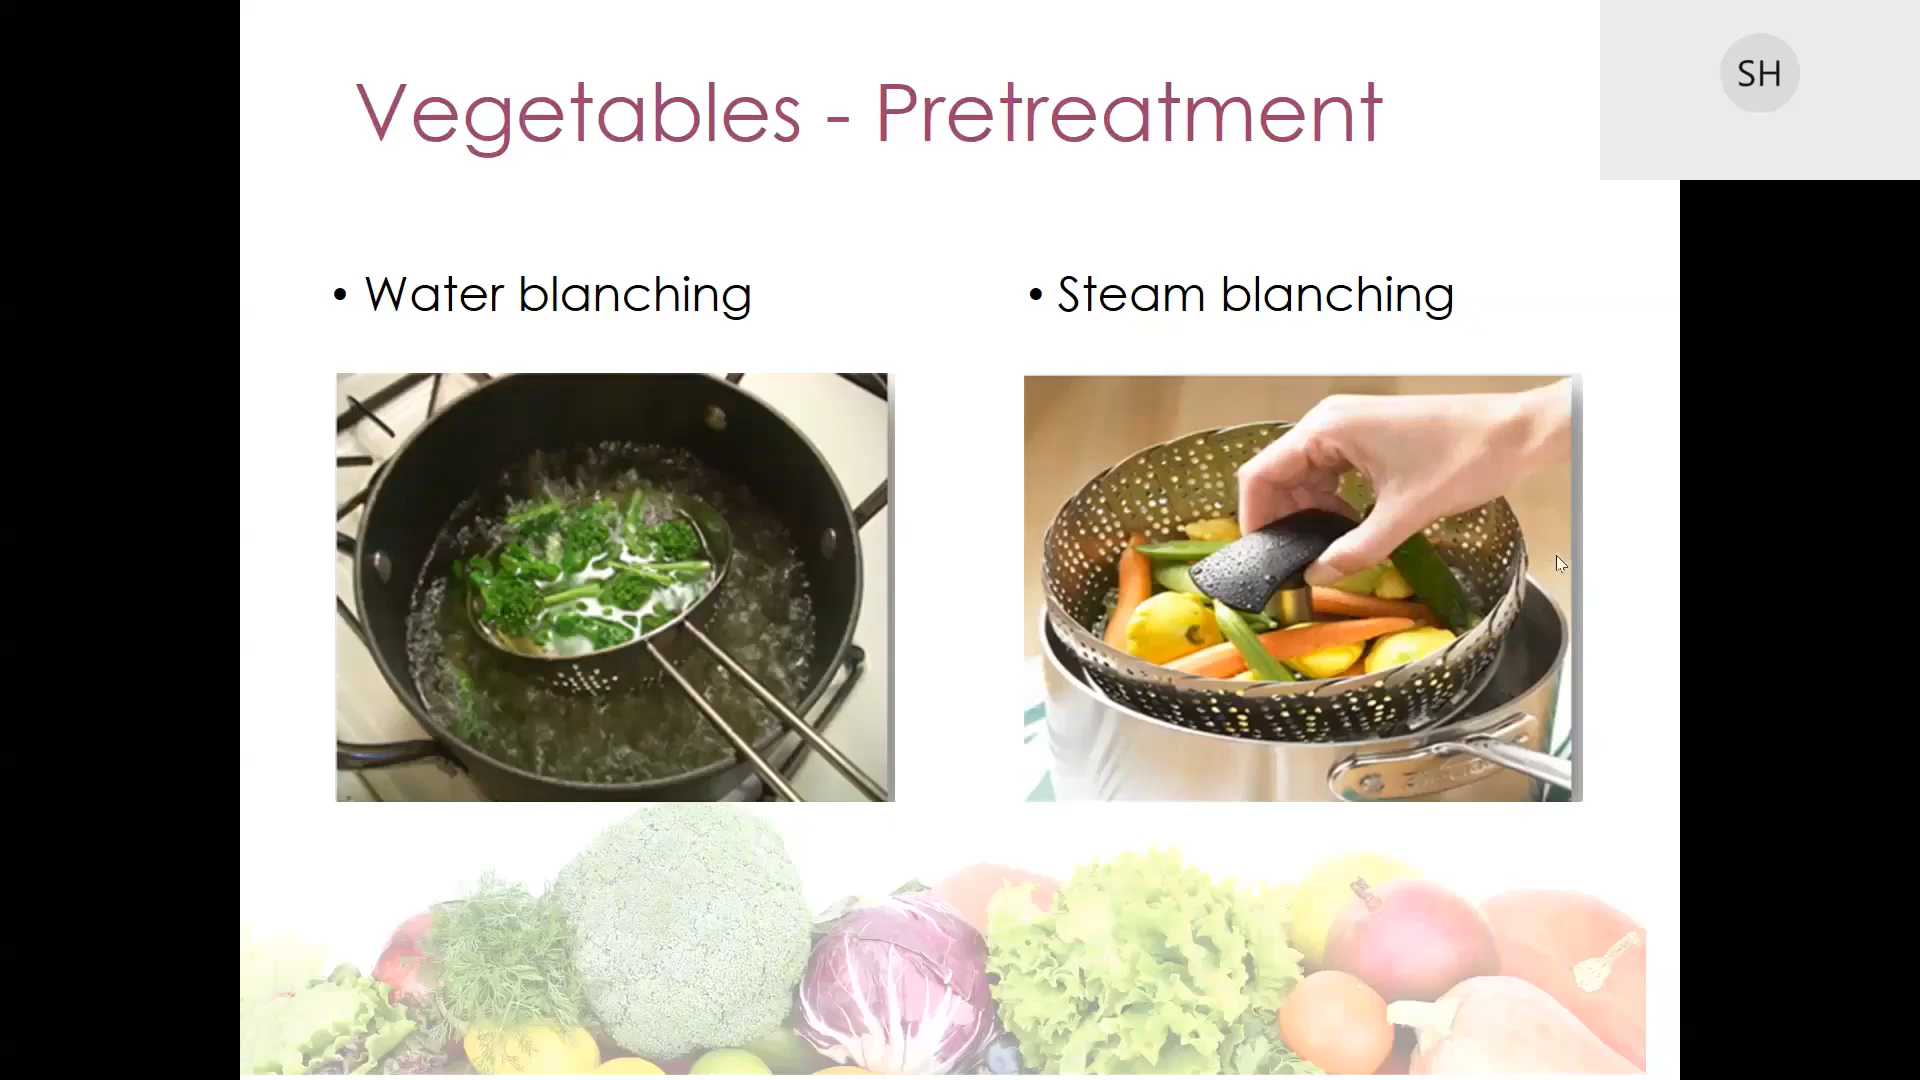 Vegetables - Pretreatment
SH
• Water blanching
• Steam blanching